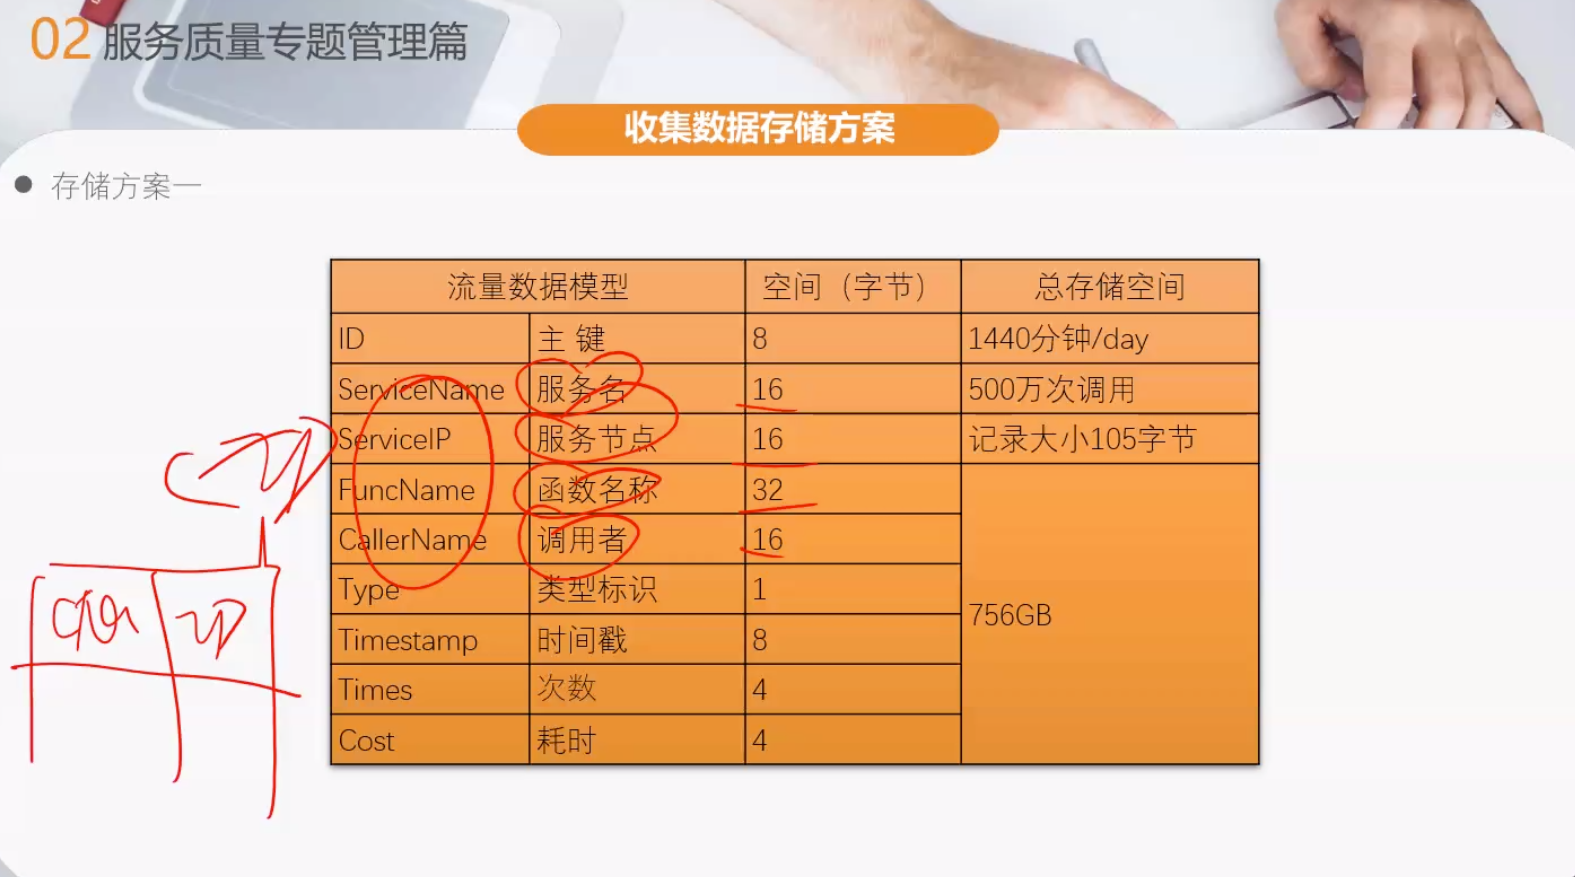 02 服务质量专题管理篇
收集数据存储方案
存储方案一
流量数据模型 空间（字节） 总存储空间
ID 主 键 8 1440分钟/day
ServiceName 服务名 16 500万次调用
ServiceIP 服务节点 16 记录大小105字节
FuncName 函数名称 32
CallerName 调用者 16
Type 类型标识 1
756GB
Timestamp 时间戳 8
Times 次数 4
Cost 耗时 4